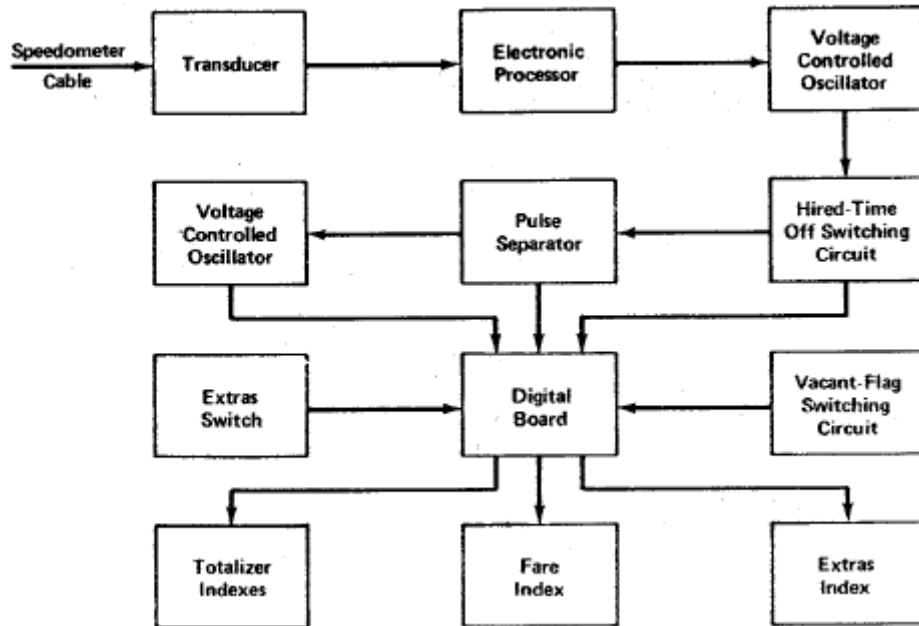 Speedometer
Cable
Transducer
Electronic
Processor
Voltage
Controlled
Oscillator
Voltage
Controlled
Oscillator
Pulse
Separator
Hired-Time
Off Switching
Circuit
Extras
Switch
Digital
Board
Vacant-Flag
Switching
Circuit
Totalizer
Indexes
Fare
Index
Extras
Index